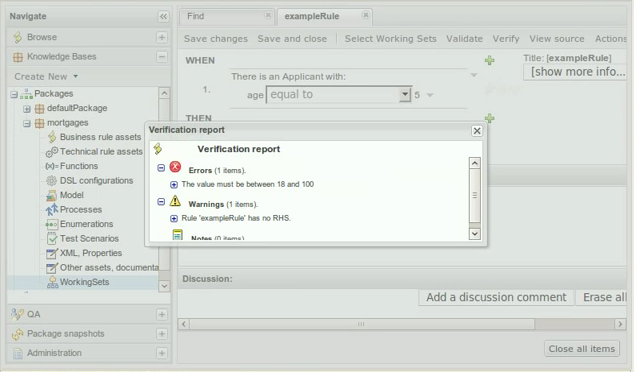 Navigate
Browse
Knowledge Bases
Create New
Packages
defaultPackage
mortgages
Business rule assets
Technical rule assets
Functions
DSL configurations
Model
Processes
Enumerations
Test Scenarios
XML, Properties
Other assets, documenta
WorkingSets
QA
Package snapshots
Administration
Find
exampleRule
Save changes Save and close Select Working Sets Validate Verify View source Actions
WHEN
Title: [exampleRule]
[show more info...
There is an Applicant with:
1.
age equal to 5
THEN
Verification report
Verification report
Errors (1 items).
The value must be between 18 and 100
Warnings (1 items).
Rule 'exampleRule' has no RHS.
Notes (0 items).
Discussion:
Add a discussion comment Erase all
Close all items